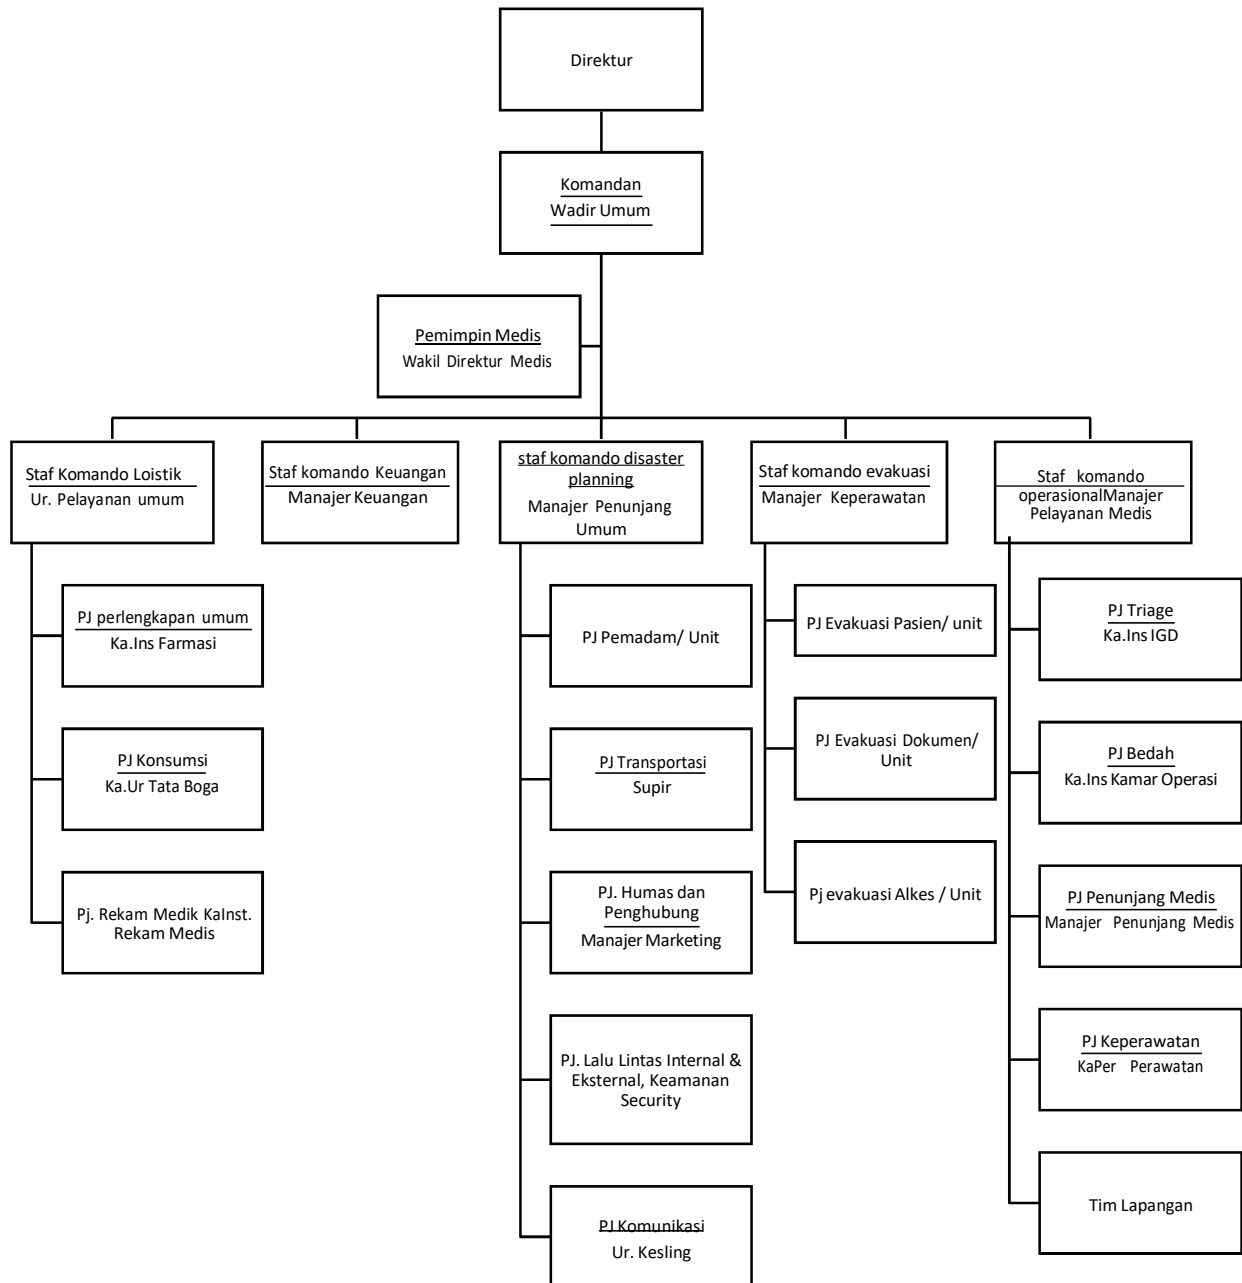 Direktur
Komandan
Wadir Umum
Pemimpin Medis
Wakil Direktur Medis
Staf Komando Loistik
Ur. Pelayanan umum
Staf komando Keuangan
Manajer Keuangan
staf komando disaster
planning
Manajer Penunjang
Umum
Staf komando evakuasi
Manajer Keperawatan
Staf komando
operasionalManajer
Pelayanan Medis
PJ perlengkapan umum
Ka.Ins Farmasi
PJ Konsumsi
Ka.Ur Tata Boga
Pj. Rekam Medik KaInst.
Rekam Medis
PJ Pemadam/ Unit
PJ Transportasi
Supir
PJ. Humas dan
Penghubung
Manajer Marketing
PJ. Lalu Lintas Internal &
Eksternal, Keamanan
Security
PJ Komunikasi
Ur. Kesling
PJ Evakuasi Pasien/ unit
PJ Evakuasi Dokumen/
Unit
Pj evakuasi Alkes / Unit
PJ Triage
Ka.Ins IGD
PJ Bedah
Ka.Ins Kamar Operasi
PJ Penunjang Medis
Manajer Penunjang Medis
PJ Keperawatan
KaPer Perawatan
Tim Lapangan